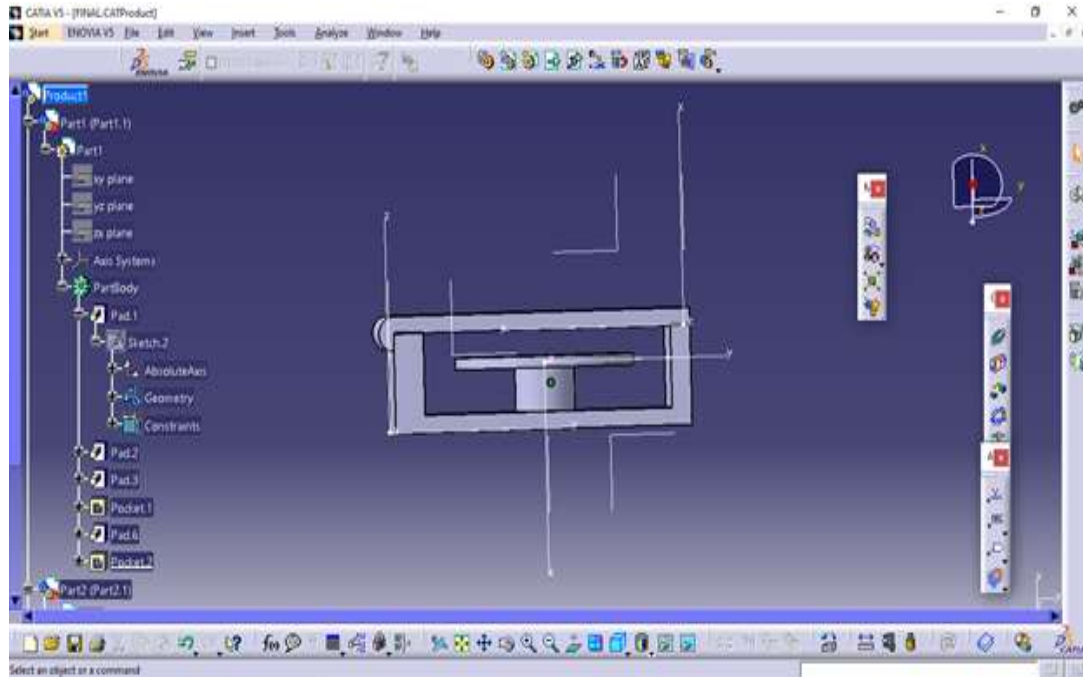 CATIA V5 - [FINAL.CATProduct]
Start ENOVIA V5 File Edit View Insert Tools Analyze Window Help
ENOVIA
Product1
Part1 (Part1.1)
Part1
xy plane
yz plane
zx plane
Axis Systems
PartBody
Pad.1
Sketch.2
AbsoluteAxis
Geometry
Constraints
Pad.2
Pad.3
Pocket.1
Pad.6
Pocket.2
Part2 (Part2.1)
x
z
y
x
y
f(x)
CATIA
Select an object or a command